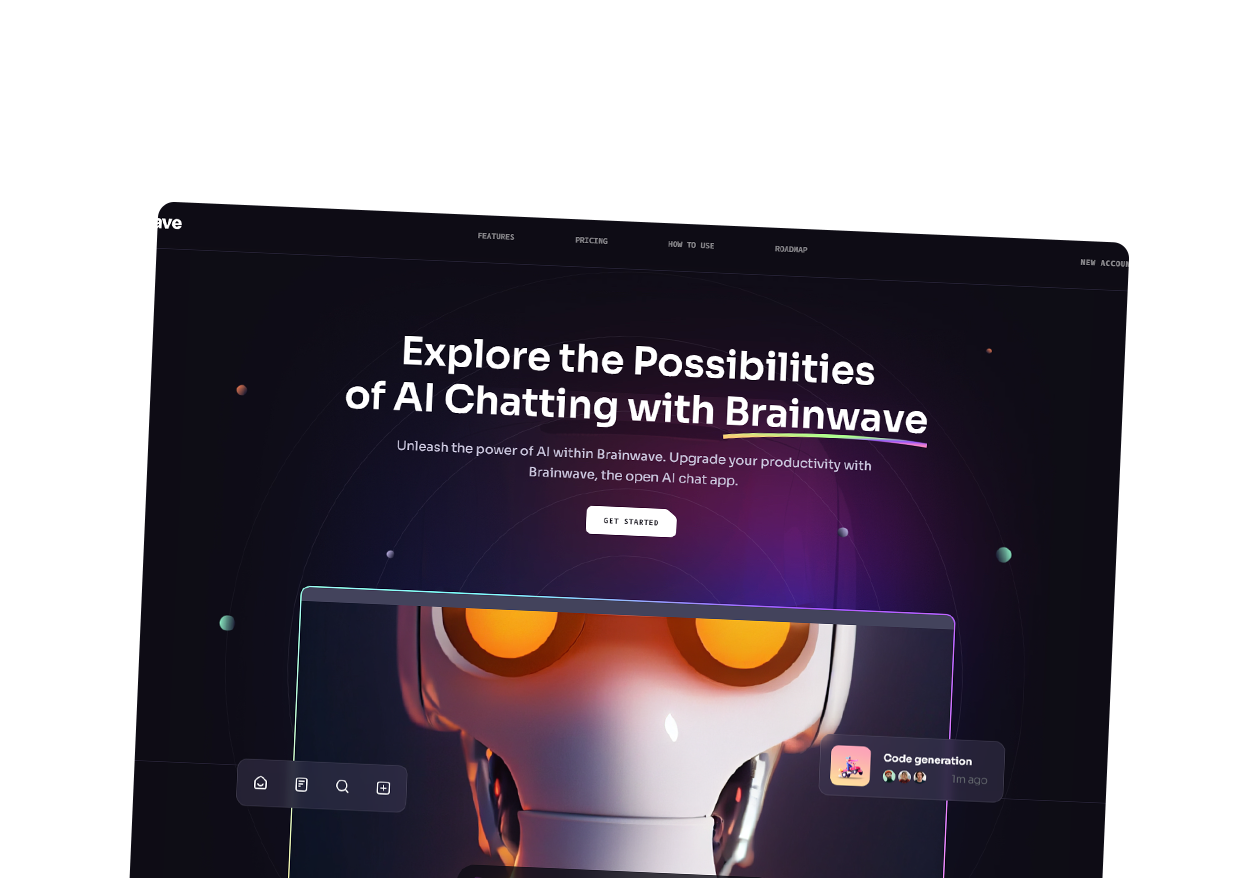 ave
FEATURES PRICING HOW TO USE ROADMAP
NEW ACCOUN
Explore the Possibilities
of AI Chatting with Brainwave
Unleash the power of AI within Brainwave. Upgrade your productivity with
Brainwave, the open AI chat app.
GET STARTED
Code generation
1m ago